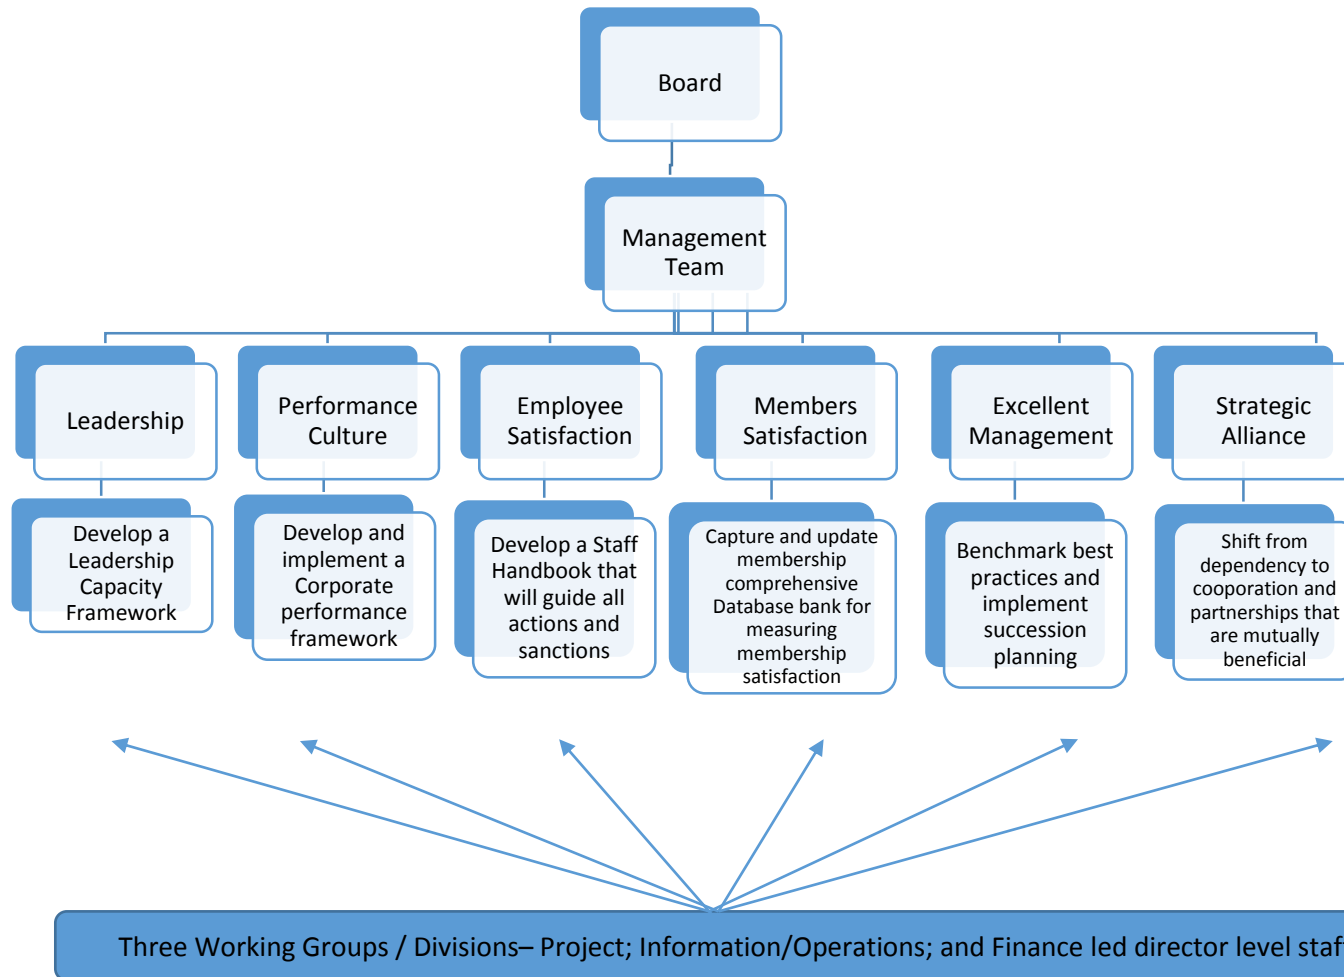 Board
Management
Team
Leadership
Performance
Culture
Employee
Satisfaction
Members
Satisfaction
Excellent
Management
Strategic
Alliance
Develop a
Leadership
Capacity
Framework
Develop and
implement a
Corporate
performance
framework
Develop a Staff
Handbook that
will guide all
actions and
sanctions
Capture and update
membership
comprehensive
Database bank for
measuring
membership
satisfaction
Benchmark best
practices and
implement
succession
planning
Shift from
dependency to
cooporation and
partnerships that
are mutually
beneficial
Three Working Groups / Divisions– Project; Information/Operations; and Finance led director level staff